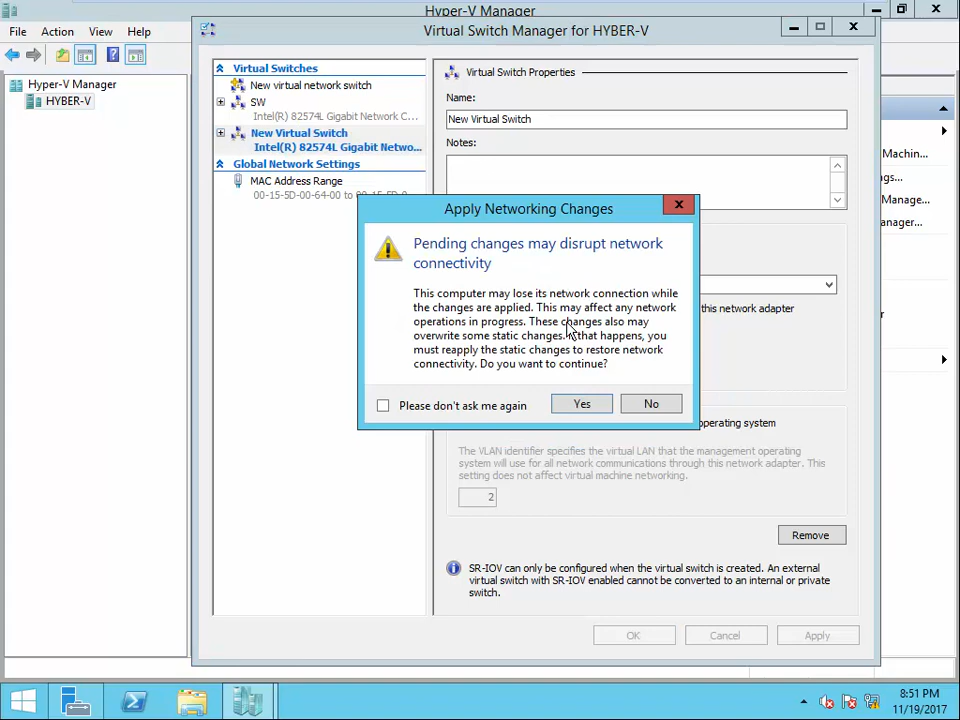 Hyper-V Manager
File Action View Help
Hyper-V Manager
HYBER-V
Virtual Switch Manager for HYBER-V
Virtual Switches
New virtual network switch
SW
Intel(R) 82574L Gigabit Network C...
New Virtual Switch
Intel(R) 82574L Gigabit Netwo...
Global Network Settings
MAC Address Range
00-15-5D-00-64-00 to 00-15-5D-0...
Virtual Switch Properties
Name:
New Virtual Switch
Notes:
this network adapter
operating system
The VLAN identifier specifies the virtual LAN that the management operating
system will use for all network communications through this network adapter. This
setting does not affect virtual machine networking.
2
Remove
SR-IOV can only be configured when the virtual switch is created. An external
virtual switch with SR-IOV enabled cannot be converted to an internal or private
switch.
OK Cancel Apply
Apply Networking Changes
Pending changes may disrupt network
connectivity
This computer may lose its network connection while
the changes are applied. This may affect any network
operations in progress. These changes also may
overwrite some static changes. If that happens, you
must reapply the static changes to restore network
connectivity. Do you want to continue?
Please don't ask me again
Yes No
Machin...
ngs...
Manage...
anager...
8:51 PM
11/19/2017